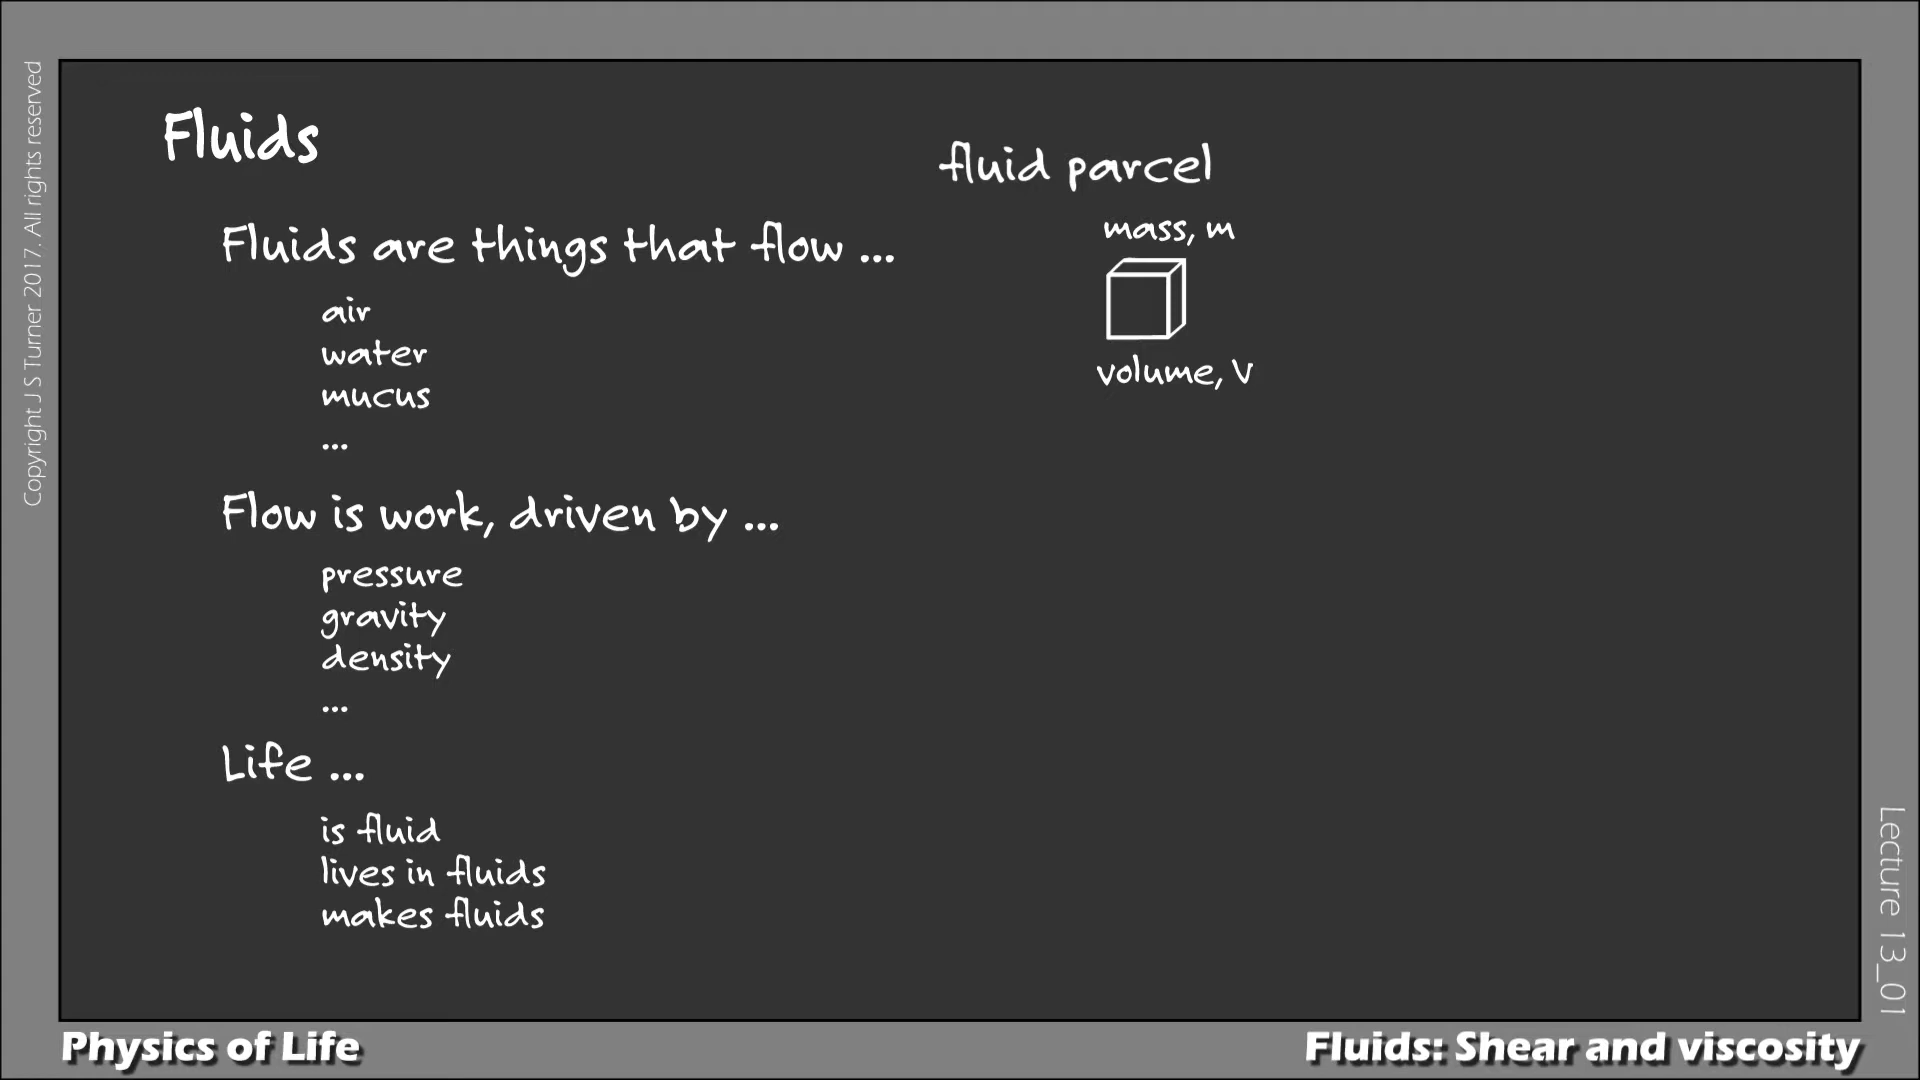 Copyright J S Turner 2017. All rights reserved
Fluids
Fluids are things that flow ...
air
water
mucus
...
Flow is work, driven by ...
pressure
gravity
density
...
Life ...
is fluid
lives in fluids
makes fluids
fluid parcel
mass, m
volume, V
Lecture 13_01
Physics of Life
Fluids: Shear and viscosity